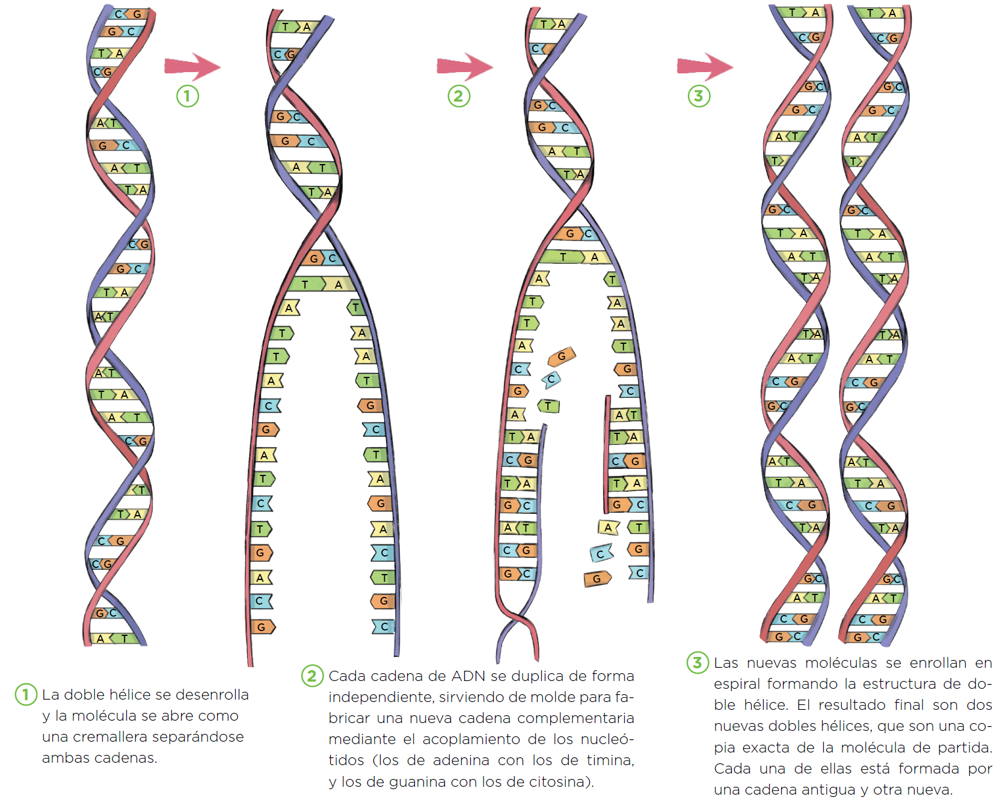 C G
G C
T A
C G
A T
G C
A T
T A
C G
G C
T A
A T
A T
T A
A T
C G
T
T A
C G
C G
G C
A T
1
T A
C G
G C
G C
A T
T A
G C
T A
A T
T A
T A
A T
C G
G C
A T
T A
C G
T A
G C
A T
C G
G C
2
T A
C G
G C
G C
A T
T A
G C
T A
A T
T A
T A
A T
G
C G
C
G C
T
A A T
T A T A
C G C G
T A T A
G C G C
A T A T
C G C G
G C G C
3
T A T A
C G C G
G C G C
G C G C
A T A T
T T
G C G C
T A T A
A T A T
T A T A
T A T A
A T A T
C G C G
G C G C
A T A T
T A T A
C G C G
T A T A
G C G C
A T A T
C G C G
G C G C
1 La doble hélice se desenrolla
y la molécula se abre como
una cremallera separándose
ambas cadenas.
2 Cada cadena de ADN se duplica de forma
independiente, sirviendo de molde para fa-
bricar una nueva cadena complementaria
mediante el acoplamiento de los nucleó-
tidos (los de adenina con los de timina,
y los de guanina con los de citosina).
3 Las nuevas moléculas se enrollan en
espiral formando la estructura de do-
ble hélice. El resultado final son dos
nuevas dobles hélices, que son una co-
pia exacta de la molécula de partida.
Cada una de ellas está formada por
una cadena antigua y otra nueva.